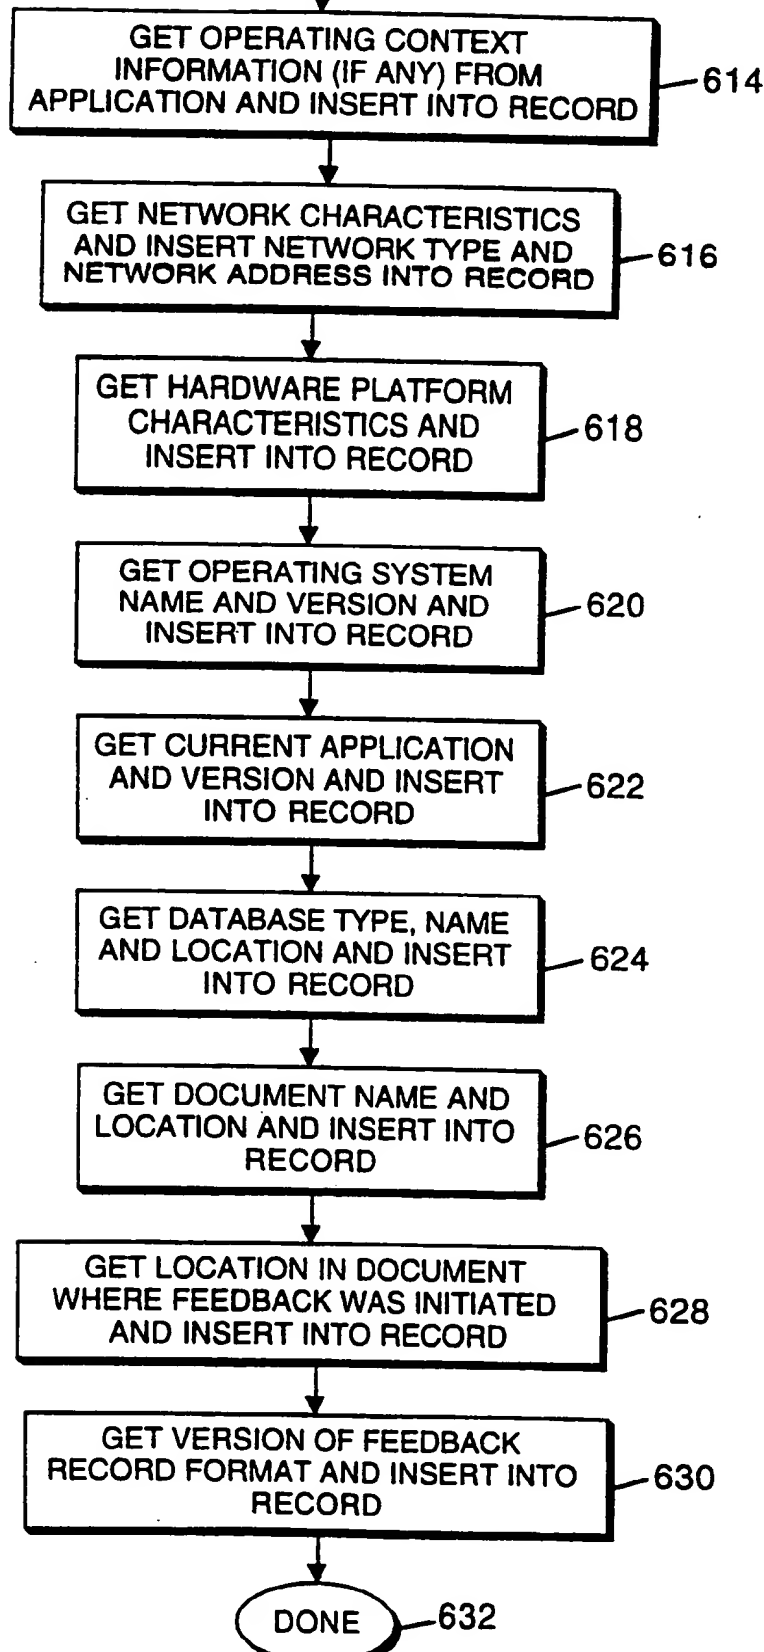 GET OPERATING CONTEXT
INFORMATION (IF ANY) FROM
APPLICATION AND INSERT INTO RECORD
614
GET NETWORK CHARACTERISTICS
AND INSERT NETWORK TYPE AND
NETWORK ADDRESS INTO RECORD
616
GET HARDWARE PLATFORM
CHARACTERISTICS AND
INSERT INTO RECORD
618
GET OPERATING SYSTEM
NAME AND VERSION AND
INSERT INTO RECORD
620
GET CURRENT APPLICATION
AND VERSION AND INSERT
INTO RECORD
622
GET DATABASE TYPE, NAME
AND LOCATION AND INSERT
INTO RECORD
624
GET DOCUMENT NAME AND
LOCATION AND INSERT INTO
RECORD
626
GET LOCATION IN DOCUMENT
WHERE FEEDBACK WAS INITIATED
AND INSERT INTO RECORD
628
GET VERSION OF FEEDBACK
RECORD FORMAT AND INSERT INTO
RECORD
630
DONE
632